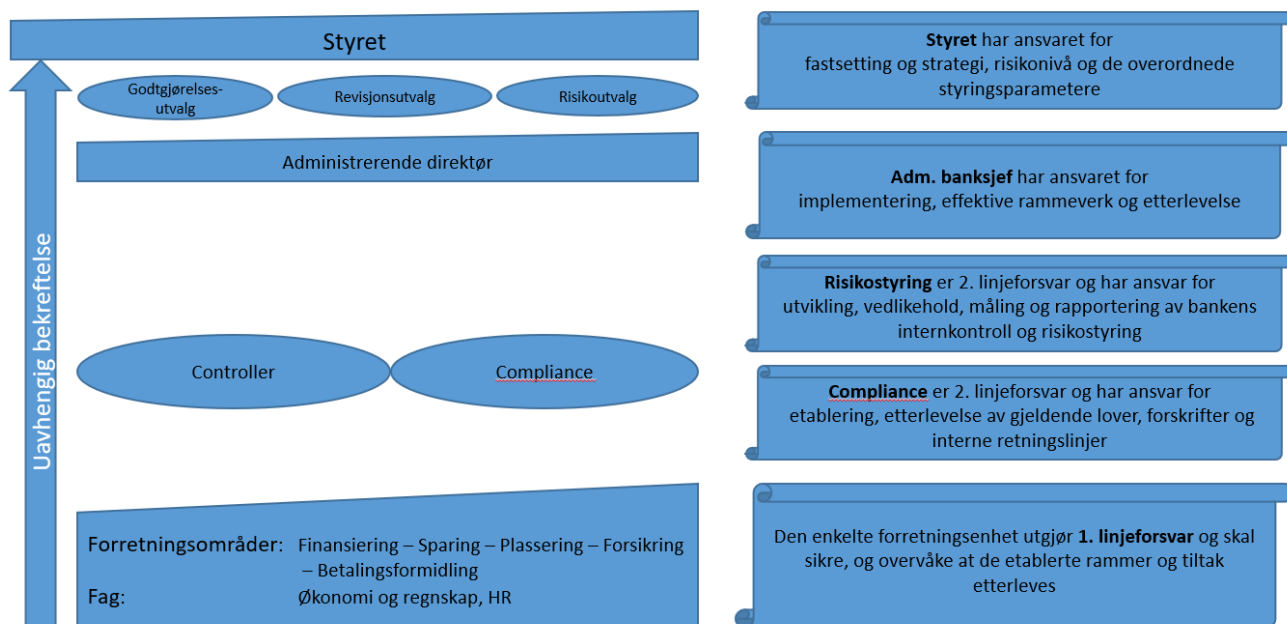 Styret
Godtgjørelses-
utvalg
Revisjonsutvalg
Risikoutvalg
Administrerende direktør
Uavhengig bekreftelse
Controller
Compliance
Forretningsområder: Finansiering – Sparing – Plassering – Forsikring
– Betalingsformidling
Fag: Økonomi og regnskap, HR
Styret har ansvaret for
fastsetting og strategi, risikonivå og de overordnede
styringsparametere
Adm. banksjef har ansvaret for
implementering, effektive rammeverk og etterlevelse
Risikostyring er 2. linjeforsvar og har ansvar for
utvikling, vedlikehold, måling og rapportering av bankens
internkontroll og risikostyring
Compliance er 2. linjeforsvar og har ansvar for
etablering, etterlevelse av gjeldende lover, forskrifter og
interne retningslinjer
Den enkelte forretningsenhet utgjør 1. linjeforsvar og skal
sikre, og overvåke at de etablerte rammer og tiltak
etterleves